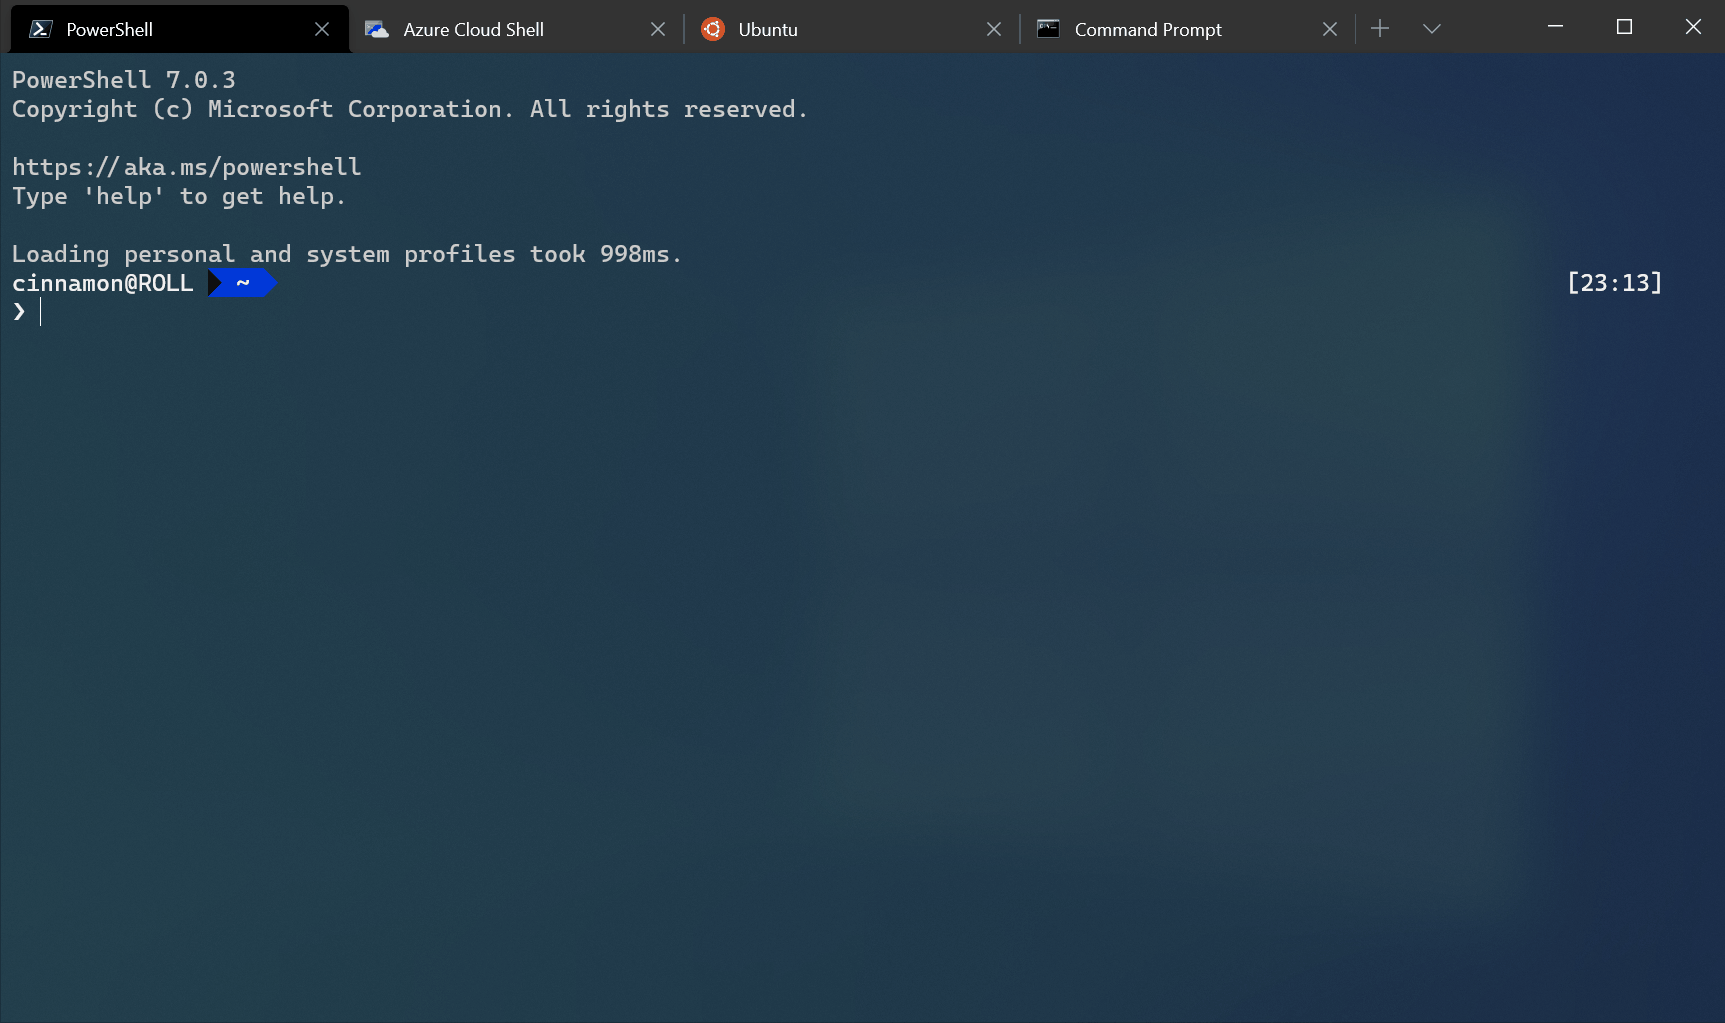 PowerShell
Azure Cloud Shell
Ubuntu
Command Prompt
PowerShell 7.0.3
Copyright (c) Microsoft Corporation. All rights reserved.
https://aka.ms/powershell
Type 'help' to get help.
Loading personal and system profiles took 998ms.
cinnamon@ROLL ~ [23:13]
❯